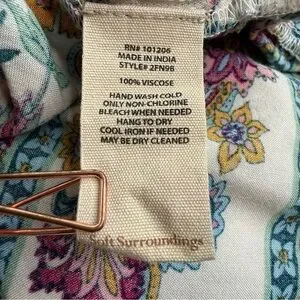 RN# 101206
MADE IN INDIA
STYLE# 2FN96
100% VISCOSE
HAND WASH COLD
ONLY NON-CHLORINE
BLEACH WHEN NEEDED
HANG TO DRY
COOL IRON IF NEEDED
MAY BE DRY CLEANED
Soft Surroundings